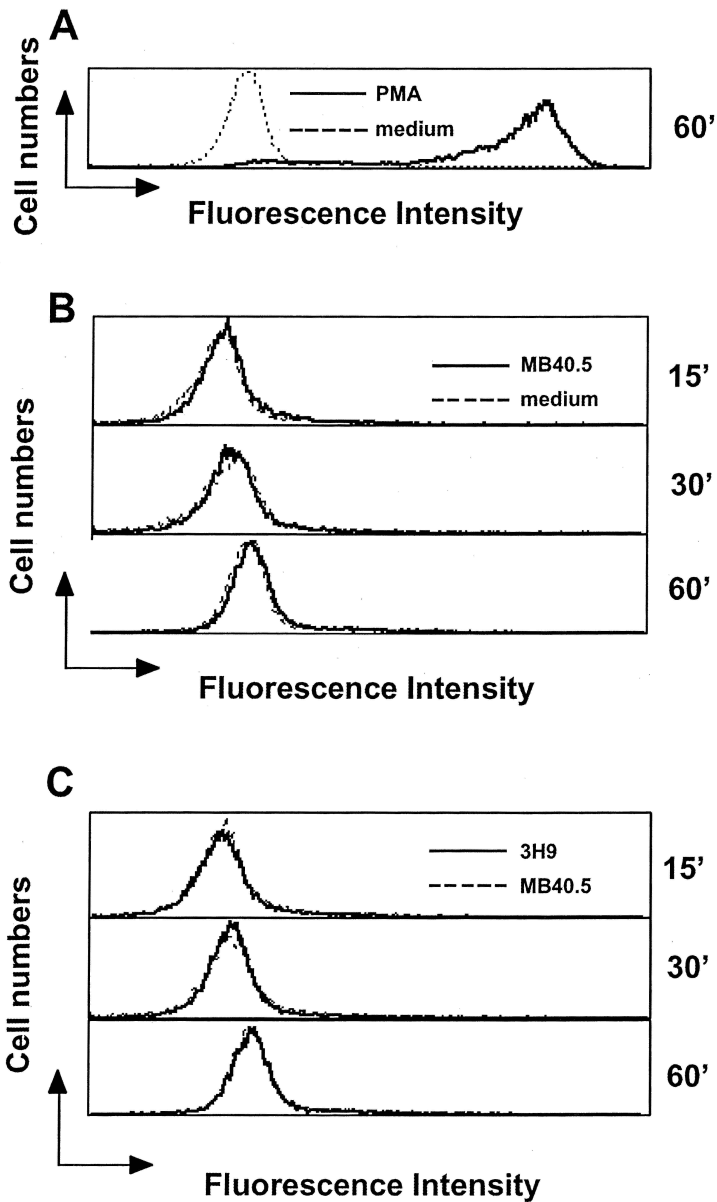 A
PMA
medium
60'
Cell numbers
Fluorescence Intensity
B
MB40.5
medium
15'
30'
60'
Cell numbers
Fluorescence Intensity
C
3H9
MB40.5
15'
30'
60'
Cell numbers
Fluorescence Intensity